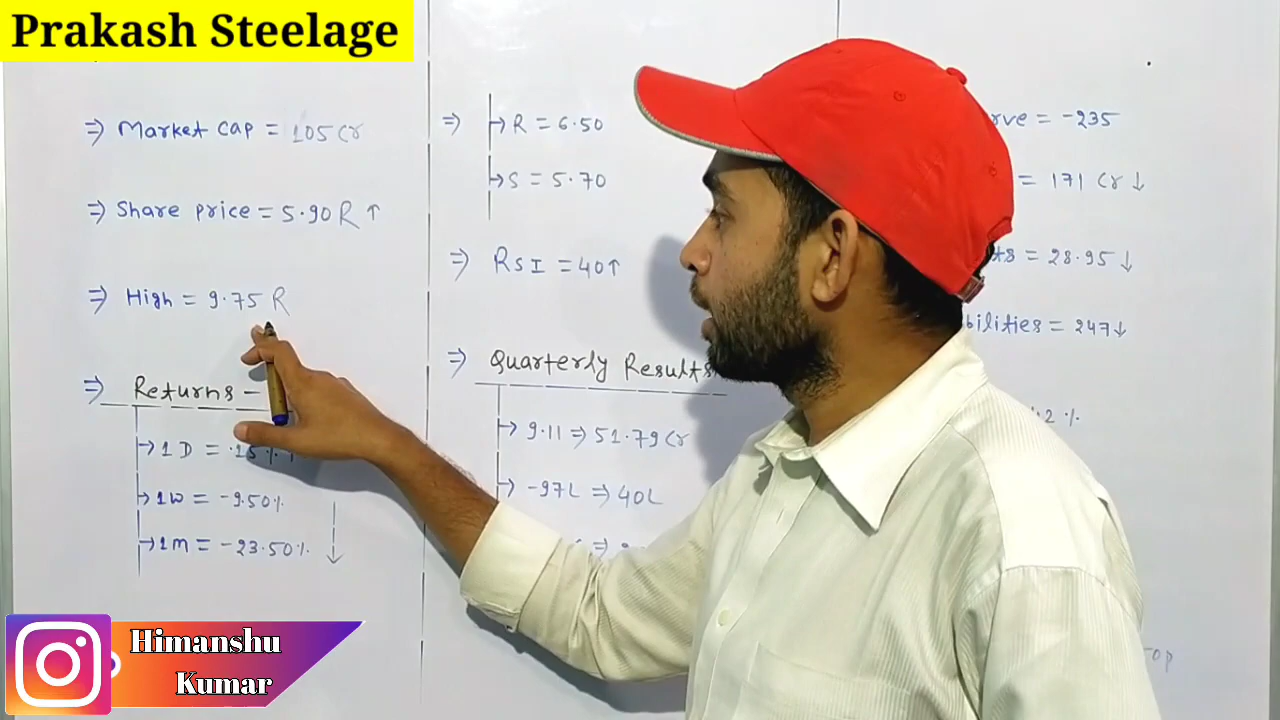 Prakash Steelage
⇒ Market cap = 105 Cr
⇒ Share price = 5.90 R ↑
⇒ High = 9.75 R
⇒ Returns –
→ 1D = .15%
→ 1W = -9.50%
→ 1m = -23.50%
⇒ → R = 6.50
→ S = 5.70
⇒ RSI = 40↑
⇒ Quarterly Results
→ 9.11 ⇒ 51.79 Cr
→ -97L ⇒ 40L
= -235
= 171 Cr ↓
= 28.95 ↓
= 247↓
Himanshu
Kumar